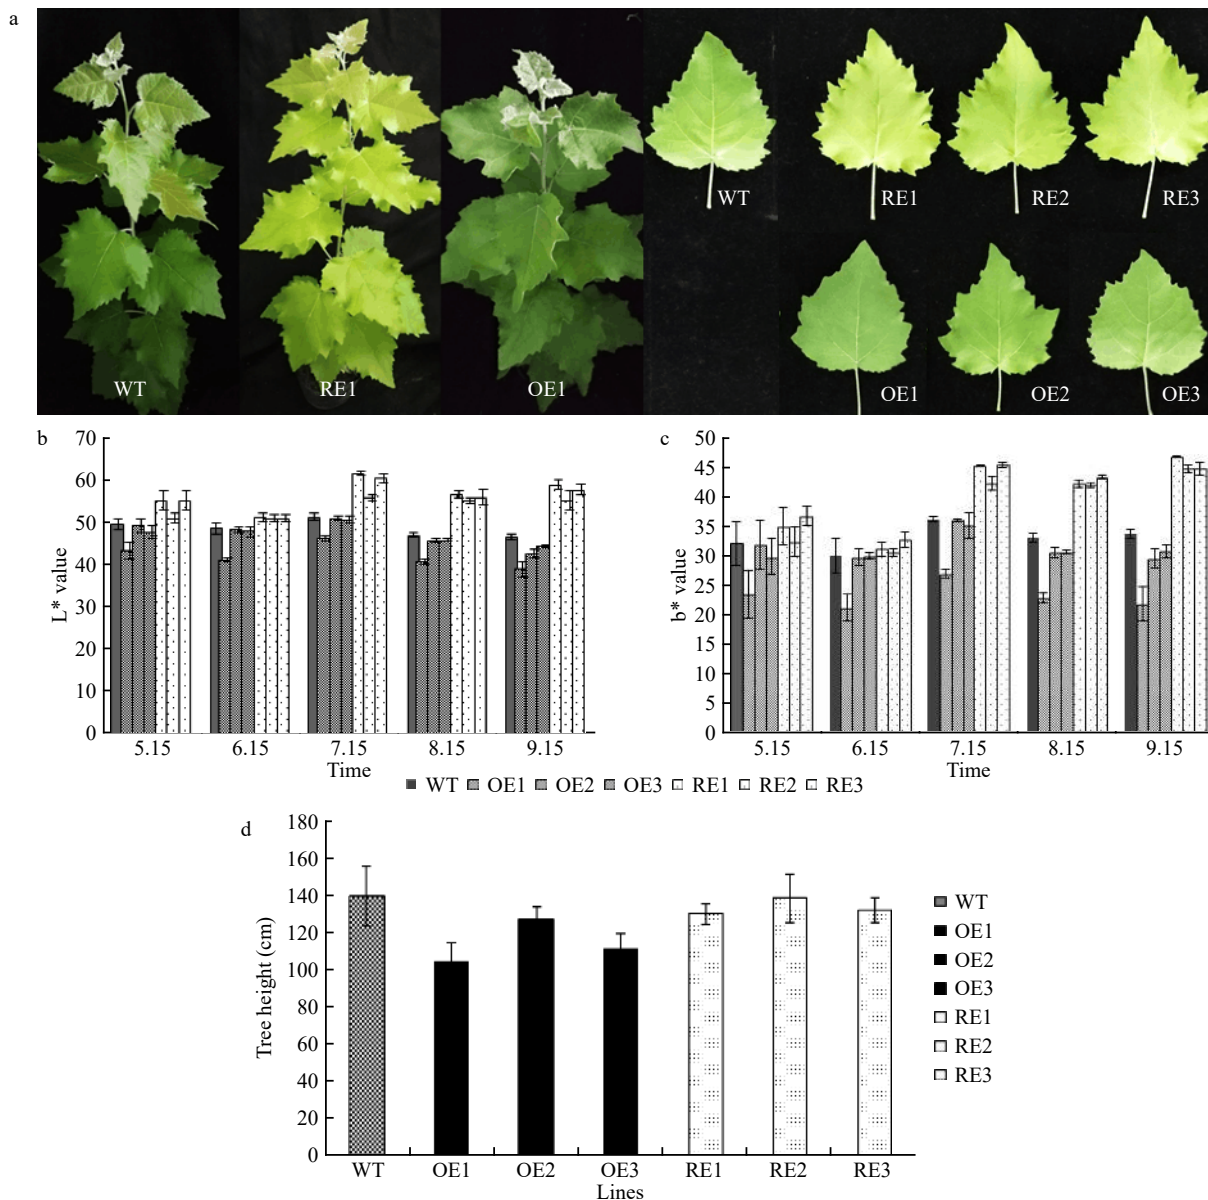 a
WT
RE1
OE1
WT
RE1
RE2
RE3
OE1
OE2
OE3
b
L* value
70
60
50
40
30
20
10
0
5.15
6.15
7.15
8.15
9.15
Time
c
b* value
50
45
40
35
30
25
20
15
10
5
0
5.15
6.15
7.15
8.15
9.15
Time
WT OE1 OE2 OE3 RE1 RE2 RE3
d
Tree height (cm)
180
160
140
120
100
80
60
40
20
0
WT
OE1
OE2
OE3
RE1
RE2
RE3
Lines
WT
OE1
OE2
OE3
RE1
RE2
RE3